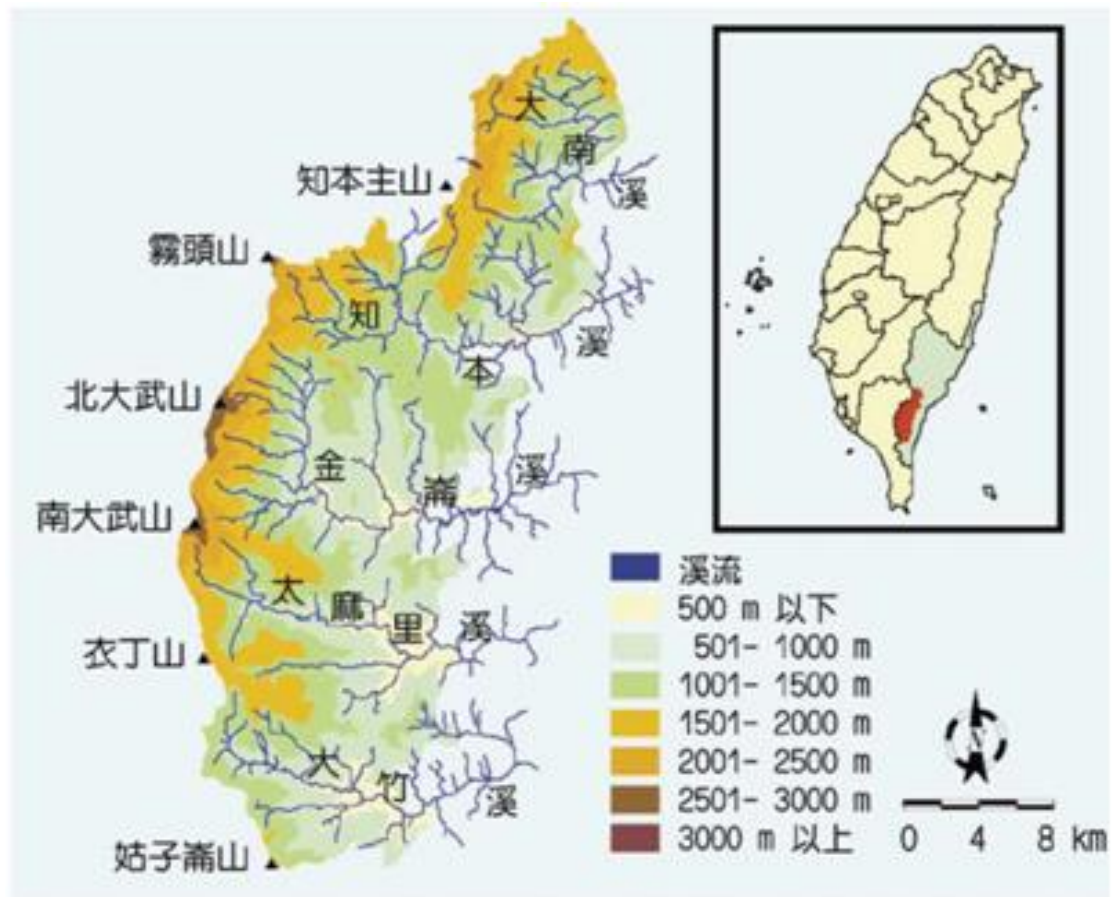 大
南
溪
知本主山
霧頭山
知
本
溪
北大武山
金
崙
溪
南大武山
太
麻
里
溪
衣丁山
大
竹
溪
姑子崙山
溪流
500 m 以下
501- 1000 m
1001- 1500 m
1501- 2000 m
2001- 2500 m
2501- 3000 m
3000 m 以上
N
0 4 8 km